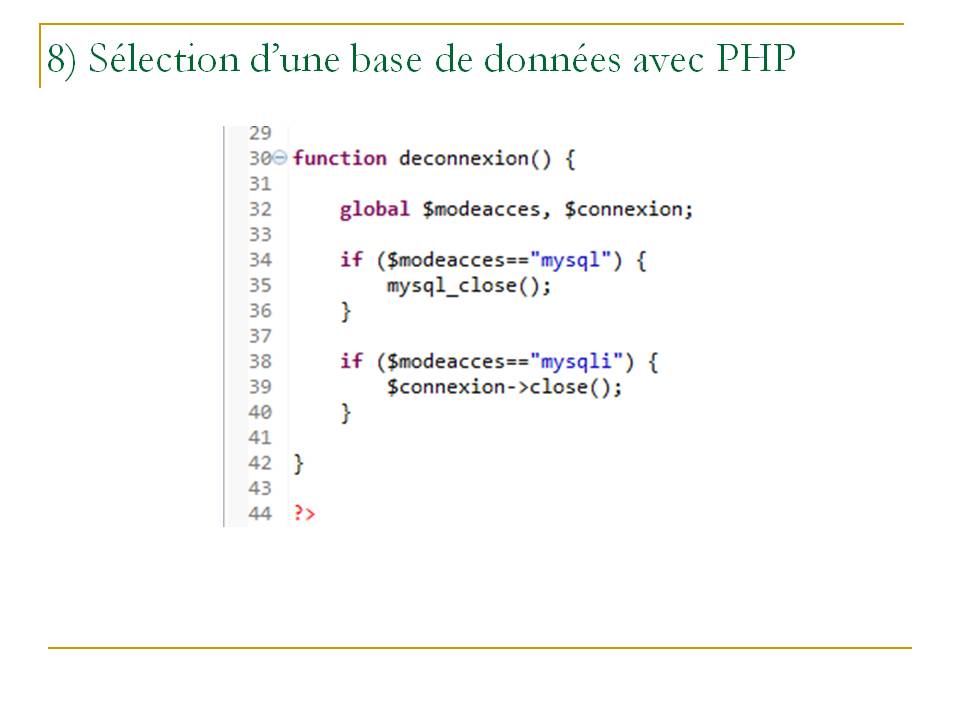 8) Sélection d’une base de données avec PHP
29
30 function deconnexion() {
31
32 global $modeacces, $connexion;
33
34 if ($modeacces=="mysql") {
35 mysql_close();
36 }
37
38 if ($modeacces=="mysqli") {
39 $connexion->close();
40 }
41
42 }
43
44 ?>